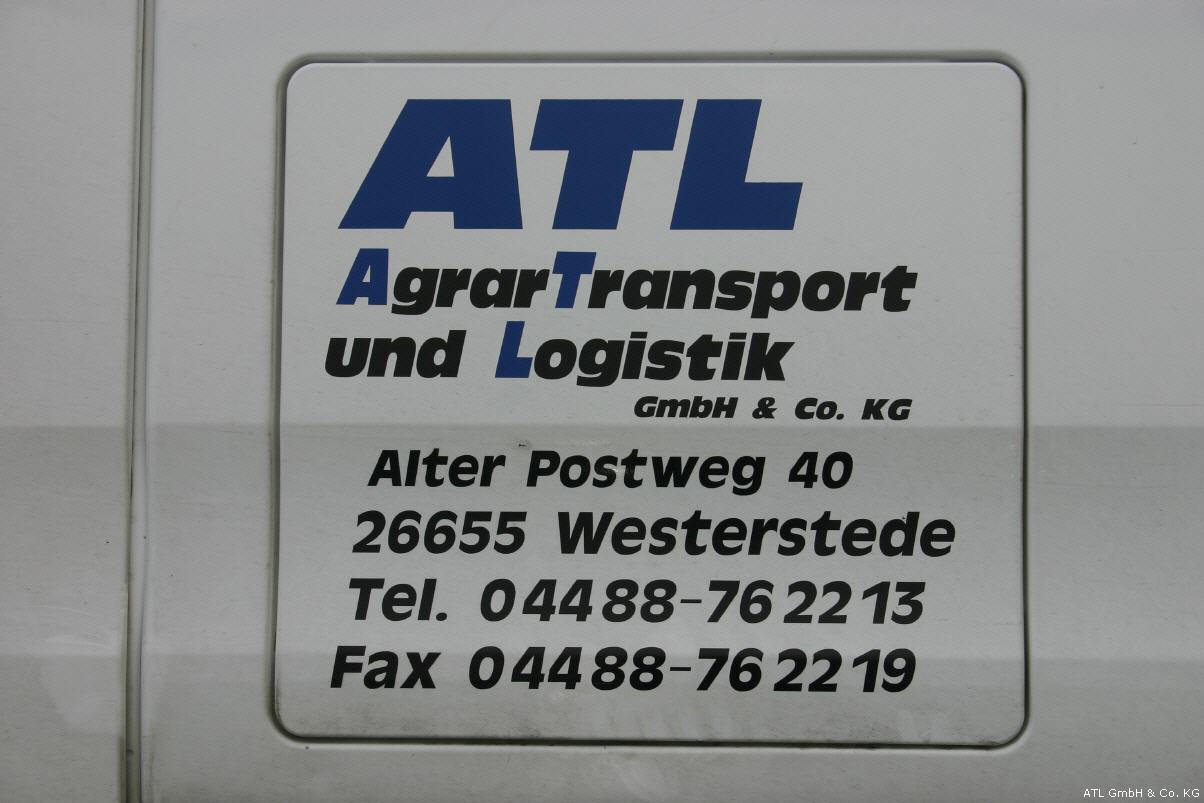 ATL
AgrarTransport
und Logistik
GmbH & Co. KG
Alter Postweg 40
26655 Westerstede
Tel. 04488-762213
Fax 04488-762219
ATL GmbH & Co. KG